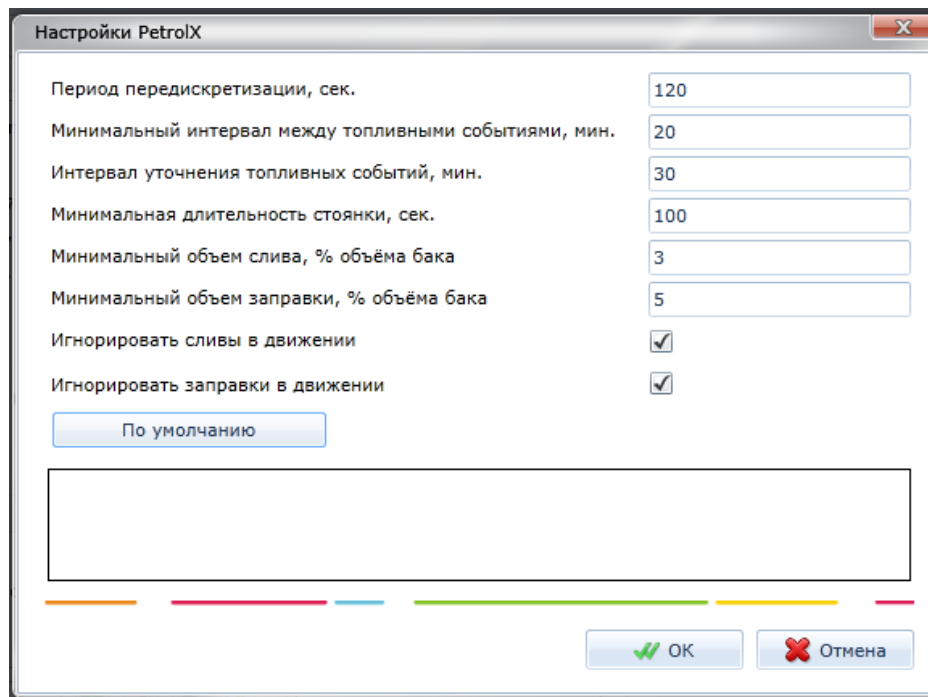 Настройки PetrolX
Период передискретизации, сек. 120
Минимальный интервал между топливными событиями, мин. 20
Интервал уточнения топливных событий, мин. 30
Минимальная длительность стоянки, сек. 100
Минимальный объем слива, % объёма бака 3
Минимальный объем заправки, % объёма бака 5
Игнорировать сливы в движении
Игнорировать заправки в движении
По умолчанию
ОК Отмена